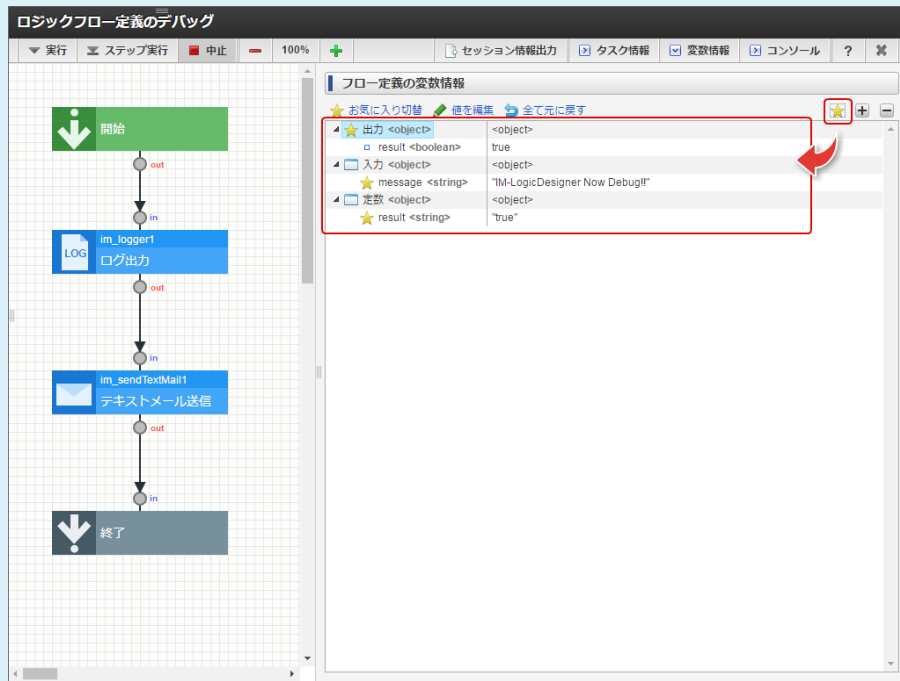 ロジックフロー定義のデバッグ
実行 ステップ実行 中止 100% セッション情報出力 タスク情報 変数情報 コンソール ?
開始
out
in
im_logger1
LOG
ログ出力
out
in
im_sendTextMail1
テキストメール送信
out
in
終了
フロー定義の変数情報
お気に入り切替 値を編集 全て元に戻す
出力 <object> <object>
result <boolean> true
入力 <object> <object>
message <string> "IM-LogicDesigner Now Debug!!"
定数 <object> <object>
result <string> "true"